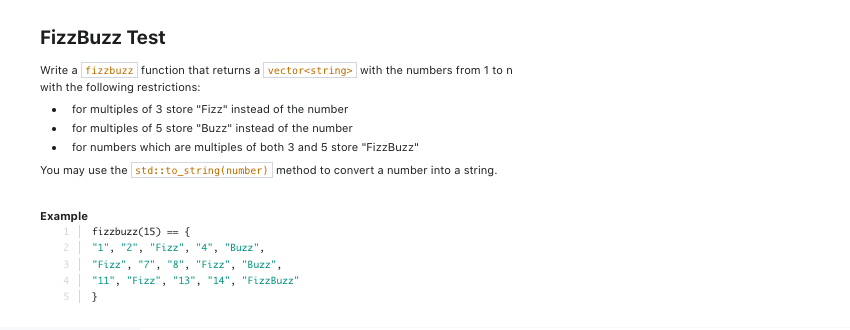 FizzBuzz Test
Write a fizzbuzz function that returns a vector<string> with the numbers from 1 to n
with the following restrictions:
• for multiples of 3 store "Fizz" instead of the number
• for multiples of 5 store "Buzz" instead of the number
• for numbers which are multiples of both 3 and 5 store "FizzBuzz"
You may use the std::to_string(number) method to convert a number into a string.
Example
1 fizzbuzz(15) == {
2 "1", "2", "Fizz", "4", "Buzz",
3 "Fizz", "7", "8", "Fizz", "Buzz",
4 "11", "Fizz", "13", "14", "FizzBuzz"
5 }